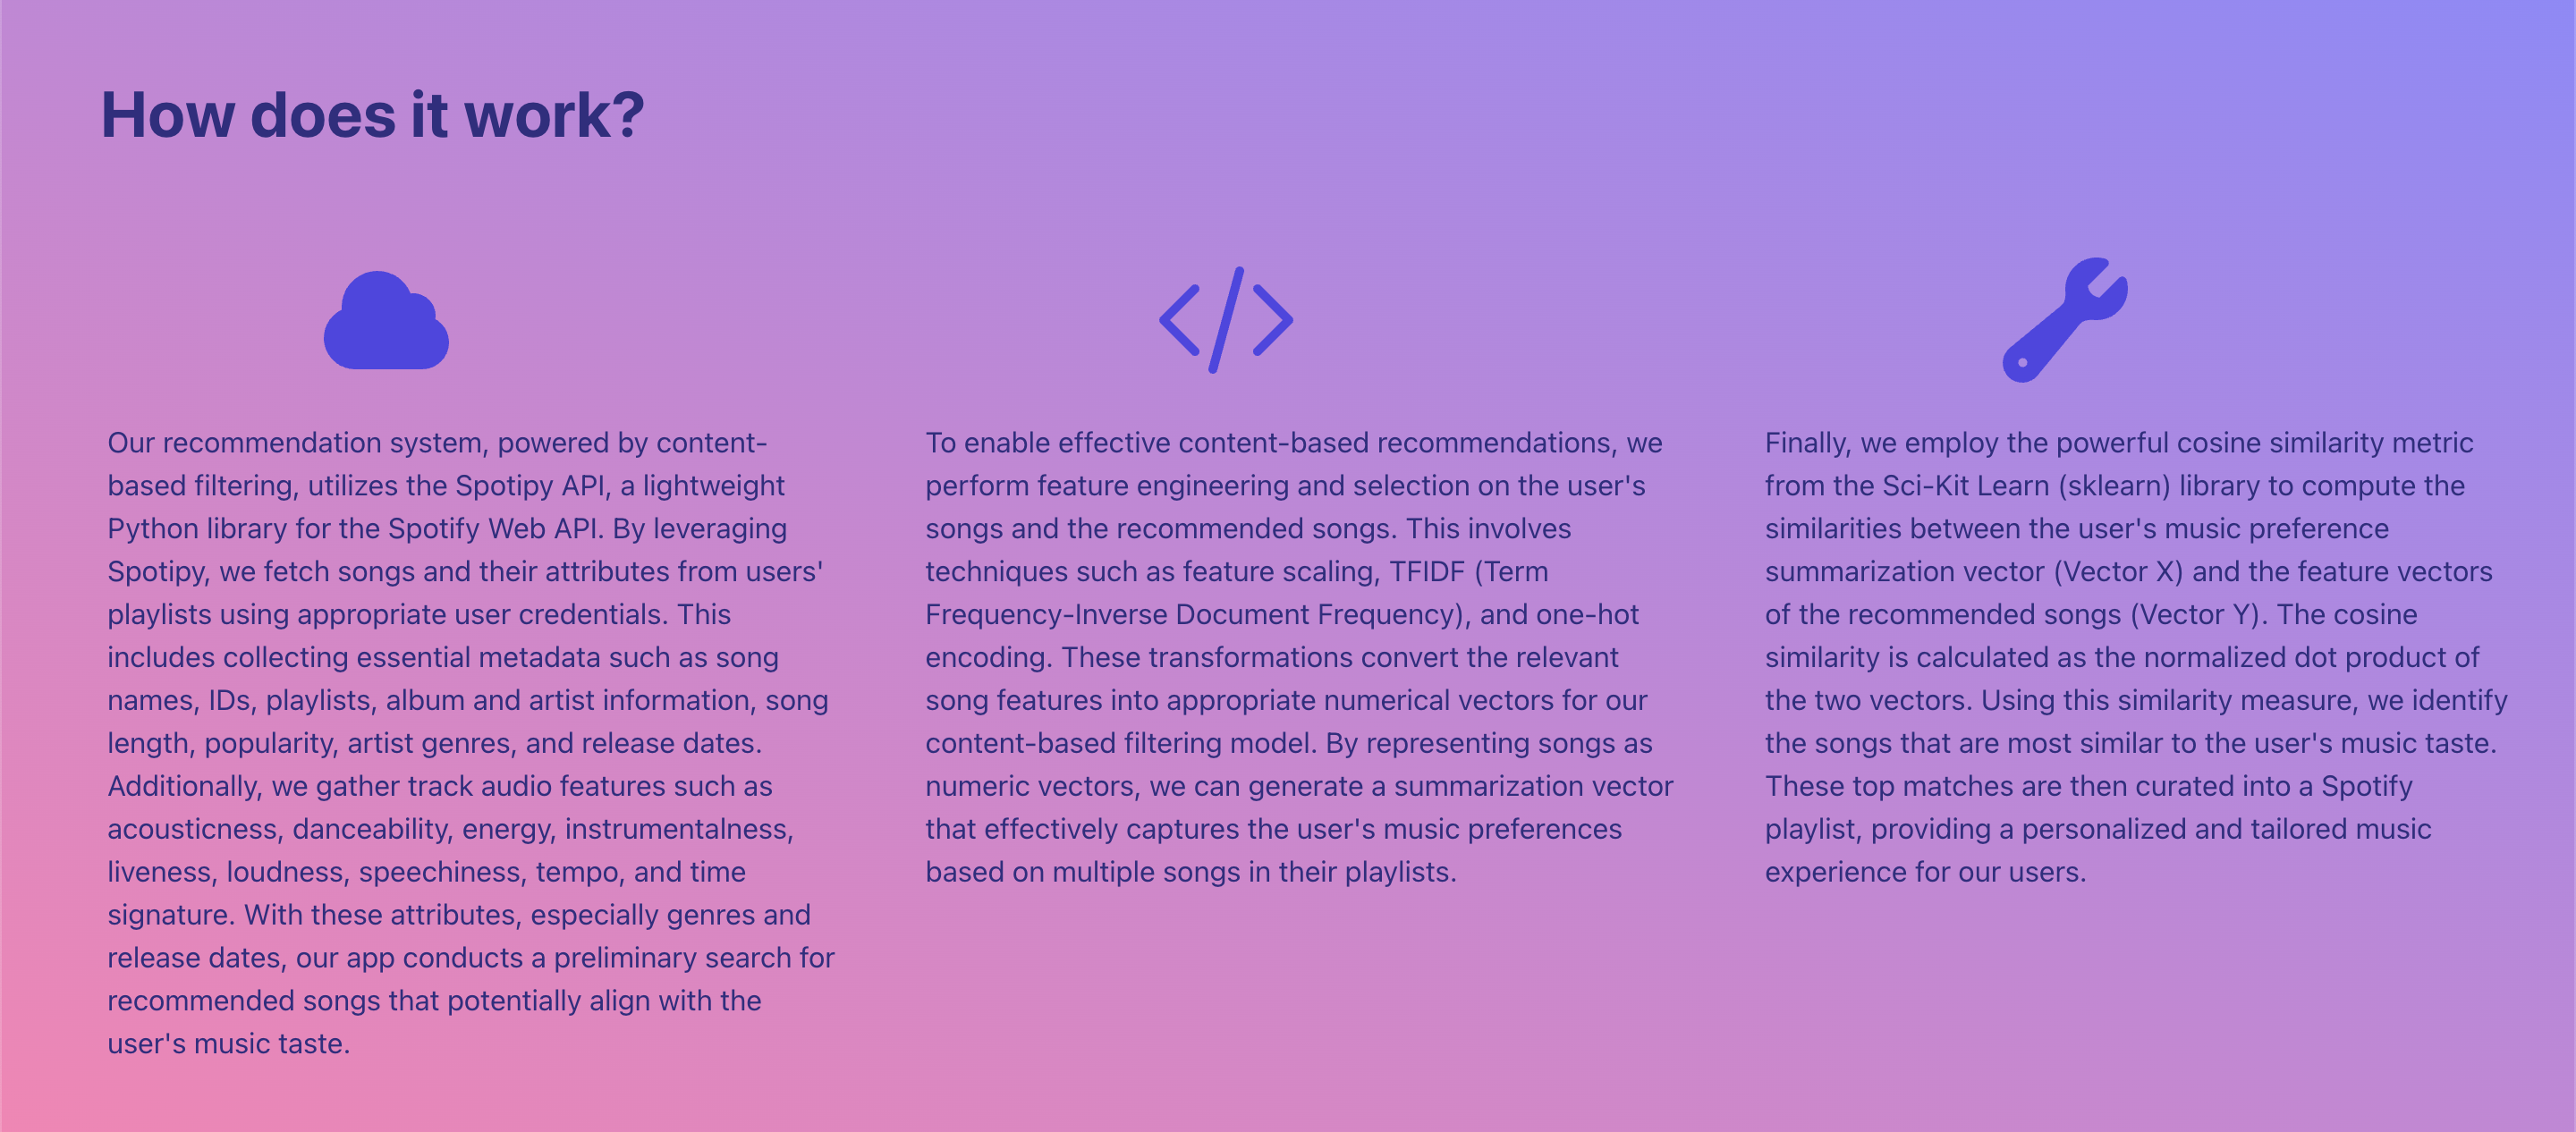 How does it work?
Our recommendation system, powered by content-
based filtering, utilizes the Spotipy API, a lightweight
Python library for the Spotify Web API. By leveraging
Spotipy, we fetch songs and their attributes from users'
playlists using appropriate user credentials. This
includes collecting essential metadata such as song
names, IDs, playlists, album and artist information, song
length, popularity, artist genres, and release dates.
Additionally, we gather track audio features such as
acousticness, danceability, energy, instrumentalness,
liveness, loudness, speechiness, tempo, and time
signature. With these attributes, especially genres and
release dates, our app conducts a preliminary search for
recommended songs that potentially align with the
user's music taste.
To enable effective content-based recommendations, we
perform feature engineering and selection on the user's
songs and the recommended songs. This involves
techniques such as feature scaling, TFIDF (Term
Frequency-Inverse Document Frequency), and one-hot
encoding. These transformations convert the relevant
song features into appropriate numerical vectors for our
content-based filtering model. By representing songs as
numeric vectors, we can generate a summarization vector
that effectively captures the user's music preferences
based on multiple songs in their playlists.
Finally, we employ the powerful cosine similarity metric
from the Sci-Kit Learn (sklearn) library to compute the
similarities between the user's music preference
summarization vector (Vector X) and the feature vectors
of the recommended songs (Vector Y). The cosine
similarity is calculated as the normalized dot product of
the two vectors. Using this similarity measure, we identify
the songs that are most similar to the user's music taste.
These top matches are then curated into a Spotify
playlist, providing a personalized and tailored music
experience for our users.